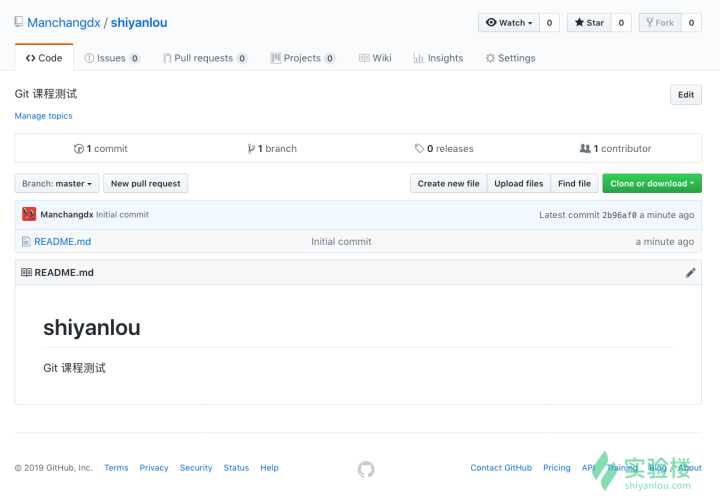 Manchangdx / shiyanlou
Watch 0 Star 0 Fork 0
Code Issues 0 Pull requests 0 Projects 0 Wiki Insights Settings
Git 课程测试 Edit
Manage topics
1 commit 1 branch 0 releases 1 contributor
Branch: master New pull request Create new file Upload files Find file Clone or download
Manchangdx Initial commit Latest commit 2b96af0 a minute ago
README.md Initial commit a minute ago
README.md
shiyanlou
Git 课程测试
© 2019 GitHub, Inc. Terms Privacy Security Status Help Contact GitHub Pricing API Training Blog About
实验楼
shiyanlou.com